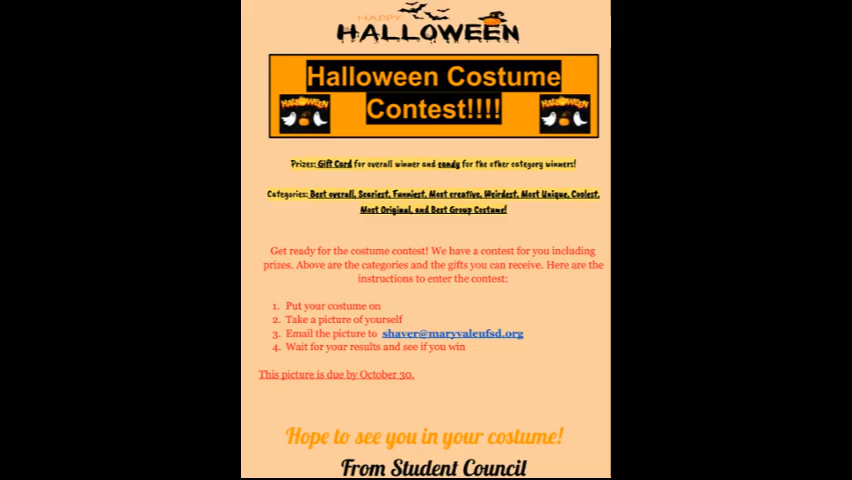 HAPPY
HALLOWEEN
Halloween Costume
Contest!!!!
HALLOWEEN
HALLOWEEN
Prizes: Gift Card for overall winner and candy for the other category winners!
Categories: Best overall, Scariest, Funniest, Most creative, Weirdest, Most Unique, Coolest,
Most Original, and Best Group Costume!
Get ready for the costume contest! We have a contest for you including
prizes. Above are the categories and the gifts you can receive. Here are the
instructions to enter the contest:
1. Put your costume on
2. Take a picture of yourself
3. Email the picture to shaver@maryvaleufsd.org
4. Wait for your results and see if you win
This picture is due by October 30.
Hope to see you in your costume!
From Student Council